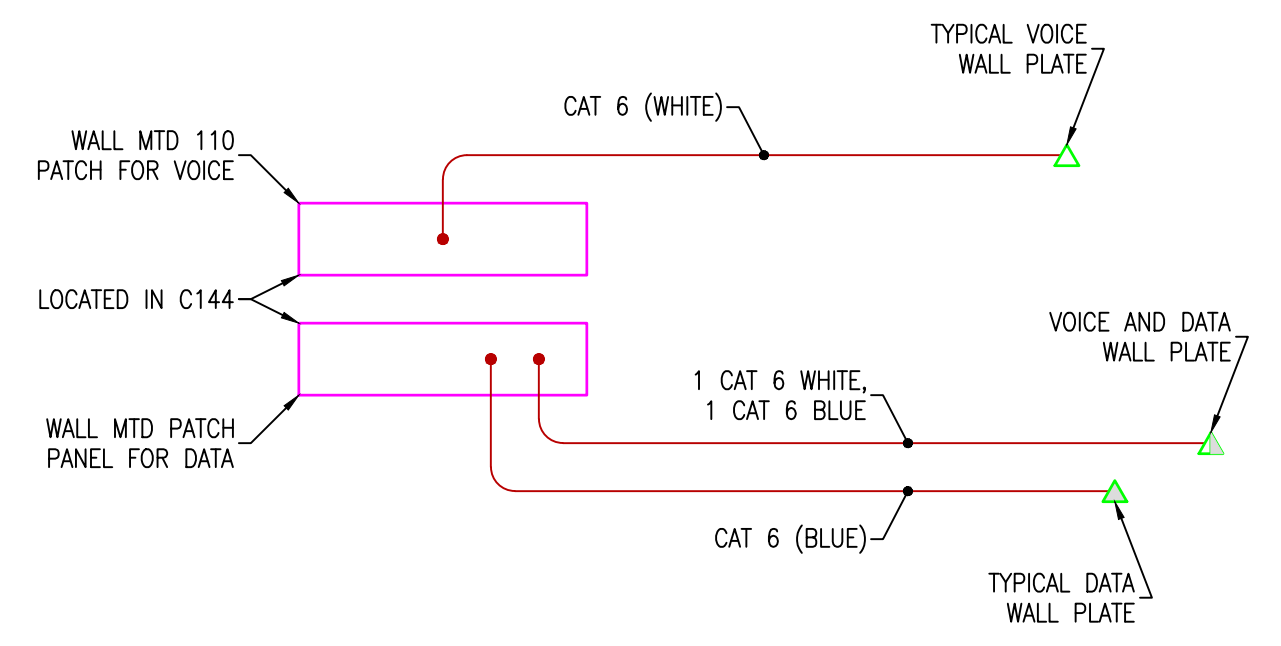 TYPICAL VOICE
WALL PLATE
CAT 6 (WHITE)
WALL MTD 110
PATCH FOR VOICE
LOCATED IN C144
VOICE AND DATA
WALL PLATE
1 CAT 6 WHITE,
1 CAT 6 BLUE
WALL MTD PATCH
PANEL FOR DATA
CAT 6 (BLUE)
TYPICAL DATA
WALL PLATE